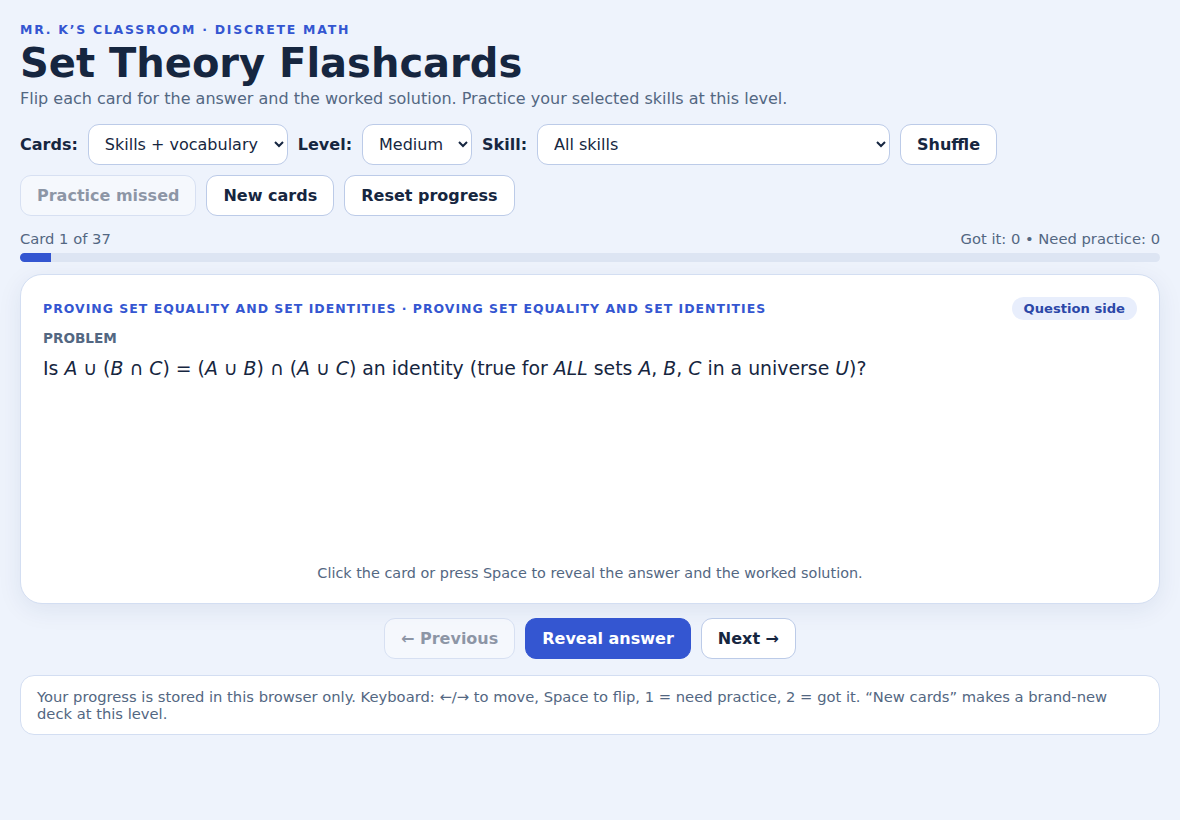 MR. K’S CLASSROOM · DISCRETE MATH
Set Theory Flashcards
Flip each card for the answer and the worked solution. Practice your selected skills at this level.
Cards: Skills + vocabulary Level: Medium Skill: All skills Shuffle
Practice missed New cards Reset progress
Card 1 of 37 Got it: 0 • Need practice: 0
PROVING SET EQUALITY AND SET IDENTITIES · PROVING SET EQUALITY AND SET IDENTITIES Question side
PROBLEM
Is A ∪ (B ∩ C) = (A ∪ B) ∩ (A ∪ C) an identity (true for ALL sets A, B, C in a universe U)?
Click the card or press Space to reveal the answer and the worked solution.
← Previous Reveal answer Next →
Your progress is stored in this browser only. Keyboard: ←/→ to move, Space to flip, 1 = need practice, 2 = got it. “New cards” makes a brand-new
deck at this level.